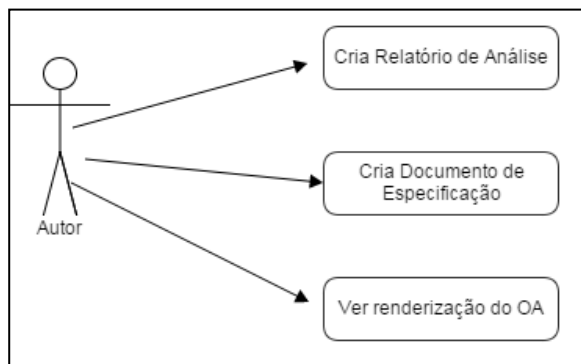 Cria Relatório de Análise
Cria Documento de
Especificação
Autor
Ver renderização do OA